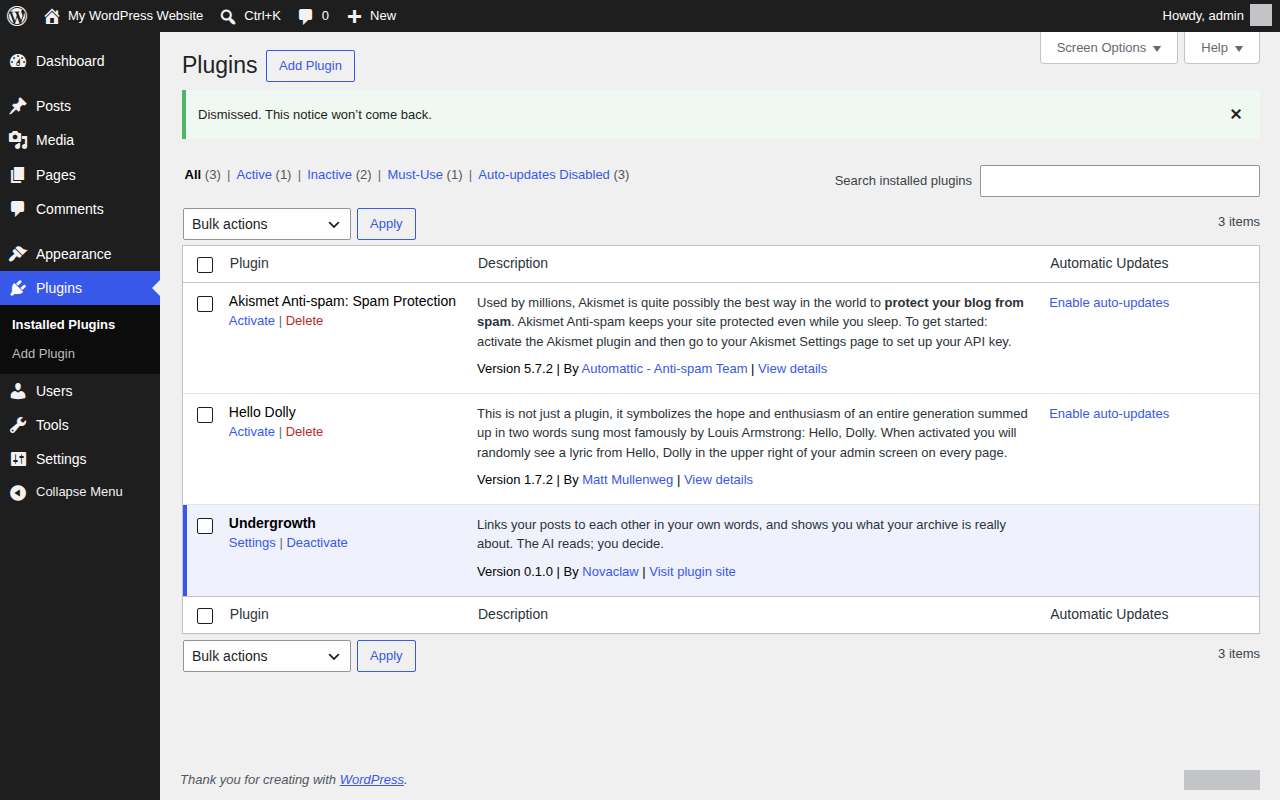 My WordPress Website Ctrl+K 0 New Howdy, admin
Screen Options Help
Dashboard
Posts
Media
Pages
Comments
Appearance
Plugins
Installed Plugins
Add Plugin
Users
Tools
Settings
Collapse Menu
Plugins Add Plugin
Dismissed. This notice won’t come back.
All (3) | Active (1) | Inactive (2) | Must-Use (1) | Auto-updates Disabled (3)
Search installed plugins
Bulk actions Apply 3 items
Plugin Description Automatic Updates
Akismet Anti-spam: Spam Protection
Activate | Delete
Used by millions, Akismet is quite possibly the best way in the world to protect your blog from
spam. Akismet Anti-spam keeps your site protected even while you sleep. To get started:
activate the Akismet plugin and then go to your Akismet Settings page to set up your API key.
Version 5.7.2 | By Automattic - Anti-spam Team | View details
Enable auto-updates
Hello Dolly
Activate | Delete
This is not just a plugin, it symbolizes the hope and enthusiasm of an entire generation summed
up in two words sung most famously by Louis Armstrong: Hello, Dolly. When activated you will
randomly see a lyric from Hello, Dolly in the upper right of your admin screen on every page.
Version 1.7.2 | By Matt Mullenweg | View details
Enable auto-updates
Undergrowth
Settings | Deactivate
Links your posts to each other in your own words, and shows you what your archive is really
about. The AI reads; you decide.
Version 0.1.0 | By Novaclaw | Visit plugin site
Plugin Description Automatic Updates
Bulk actions Apply 3 items
Thank you for creating with WordPress.